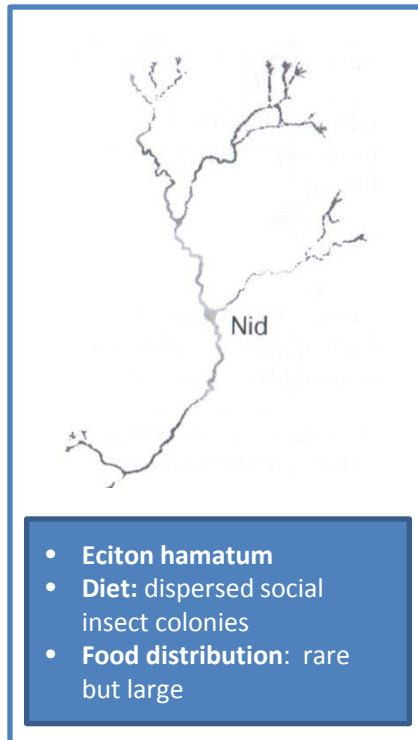 Nid
• Eciton hamatum
• Diet: dispersed social
insect colonies
• Food distribution: rare
but large